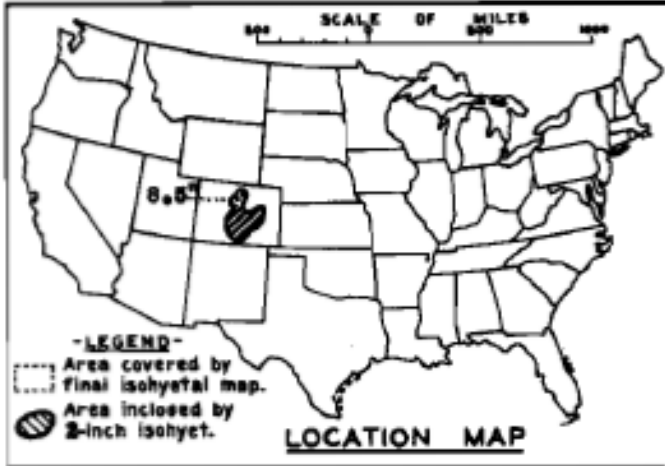 SCALE OF MILES
500 0 500 1000
8.5"
-LEGEND-
Area covered by
final isohyetal map.
Area inclosed by
2-inch isohyet.
LOCATION MAP